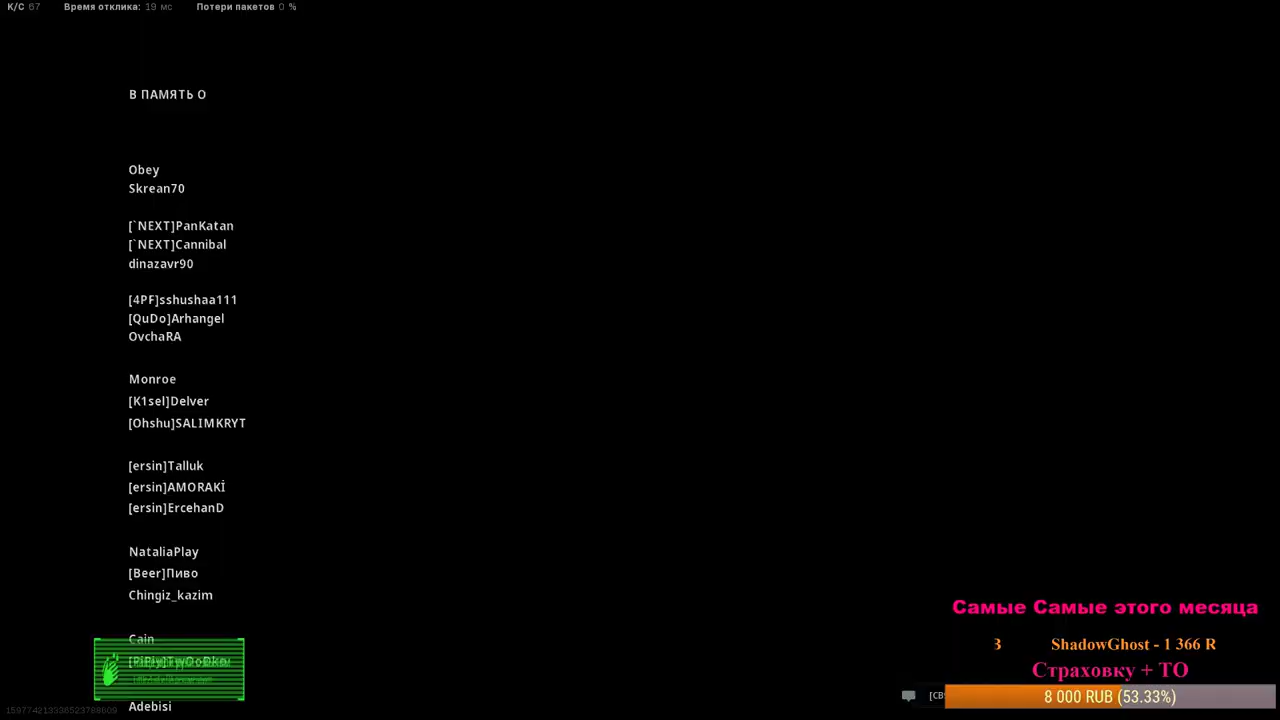 К/С 67 Время отклика: 19 мс Потери пакетов 0 %
В ПАМЯТЬ О
Obey
Skrean70
[`NEXT]PanKatan
[`NEXT]Cannibal
dinazavr90
[4PF]sshushaa111
[QuDo]Arhangel
OvchaRA
Monroe
[K1sel]Delver
[Ohshu]SALIMKRYT
[ersin]Talluk
[ersin]AMORAKİ
[ersin]ErcehanD
NataliaPlay
[Beer]Пиво
Chingiz_kazim
Cain
Adebisi
Самые Самые этого месяца
3 ShadowGhost - 1 366 R
Страховку + ТО
8 000 RUB (53.33%)